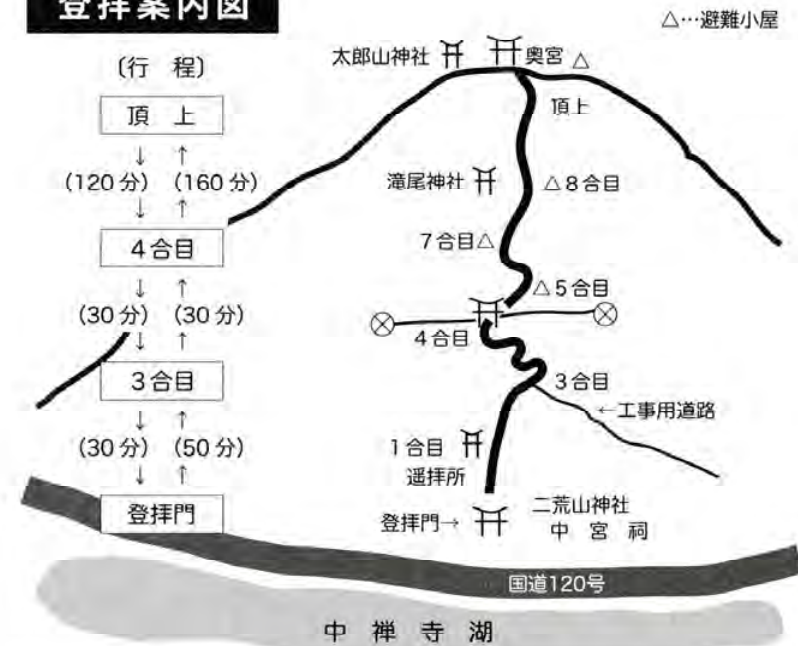 登拝案内図
△…避難小屋
〔行 程〕
頂 上
↓ ↑
(120分) (160分)
↓ ↑
4合目
↓ ↑
(30分) (30分)
↓ ↑
3合目
↓ ↑
(30分) (50分)
↓ ↑
登拝門
太郎山神社
奥宮 △
頂上
滝尾神社
△8合目
7合目△
△5合目
4合目
3合目
←工事用道路
1合目
遥拝所
登拝門→
二荒山神社
中 宮 祠
国道120号
中 禅 寺 湖